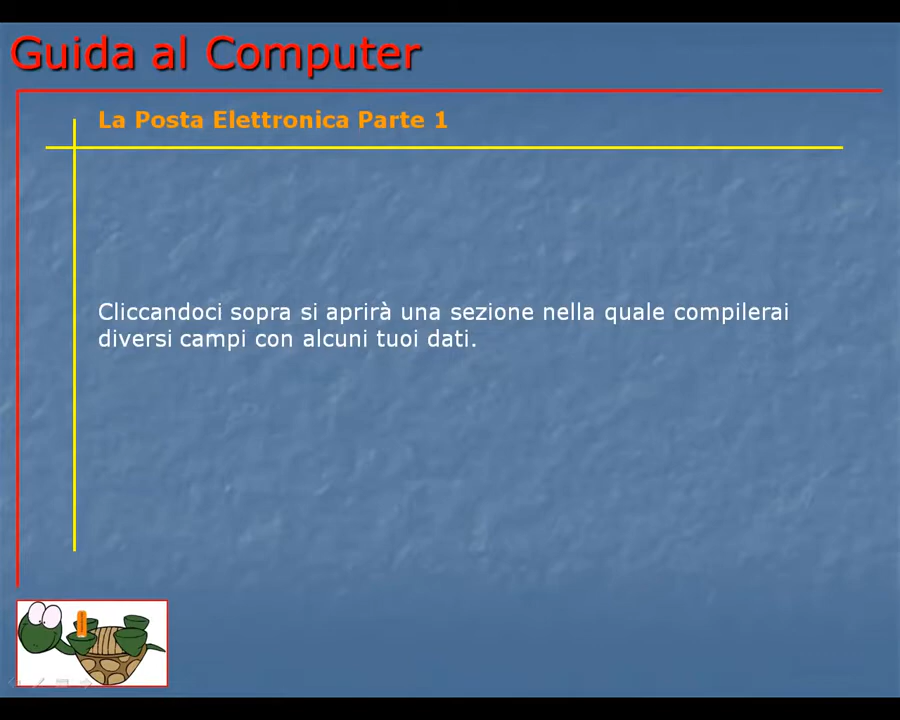 Guida al Computer
La Posta Elettronica Parte 1
Cliccandoci sopra si aprirà una sezione nella quale compilerai
diversi campi con alcuni tuoi dati.